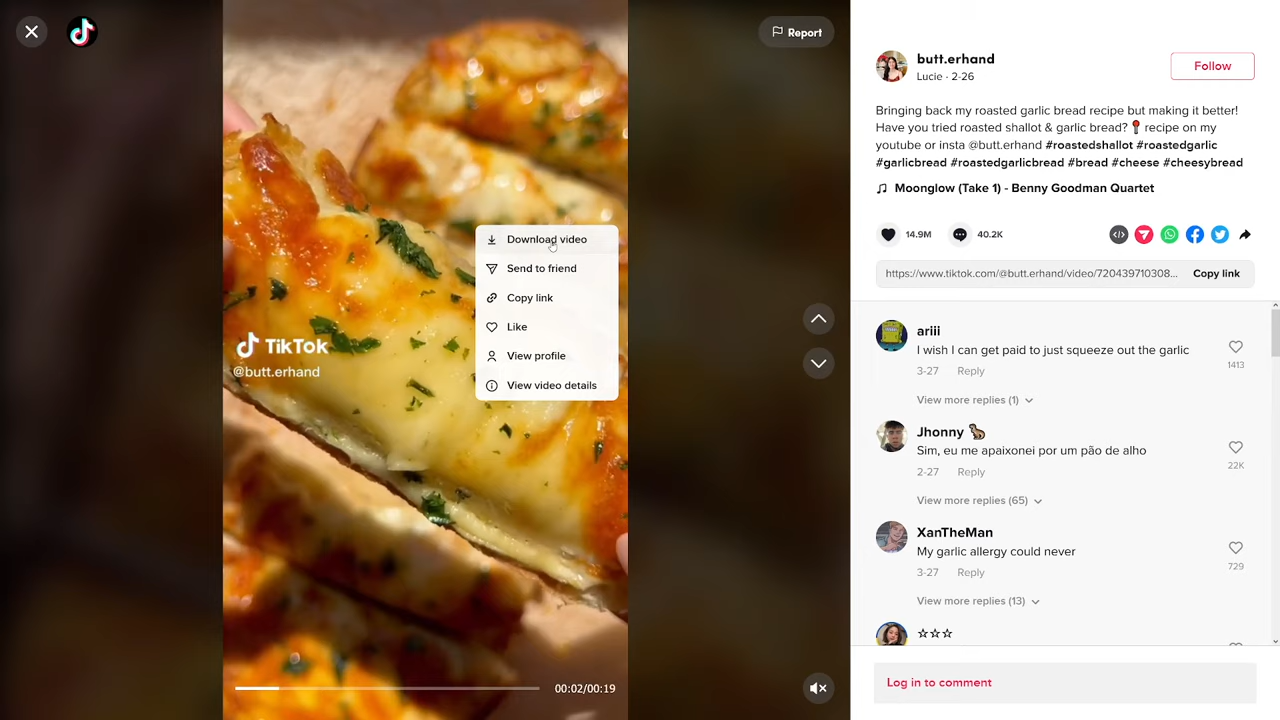 Report
Download video
Send to friend
Copy link
Like
View profile
View video details
TikTok
@butt.erhand
00:02/00:19
butt.erhand
Lucie · 2-26
Follow
Bringing back my roasted garlic bread recipe but making it better!
Have you tried roasted shallot & garlic bread?🎙️ recipe on my
youtube or insta @butt.erhand #roastedshallot #roastedgarlic
#garlicbread #roastedgarlicbread #bread #cheese #cheesybread
Moonglow (Take 1) - Benny Goodman Quartet
14.9M
40.2K
https://www.tiktok.com/@butt.erhand/video/720439710308...
Copy link
ariii
I wish I can get paid to just squeeze out the garlic
3-27 Reply
1413
View more replies (1)
Jhonny 🐅
Sim, eu me apaixonei por um pão de alho
2-27 Reply
22K
View more replies (65)
XanTheMan
My garlic allergy could never
3-27 Reply
729
View more replies (13)
☆☆☆
Log in to comment